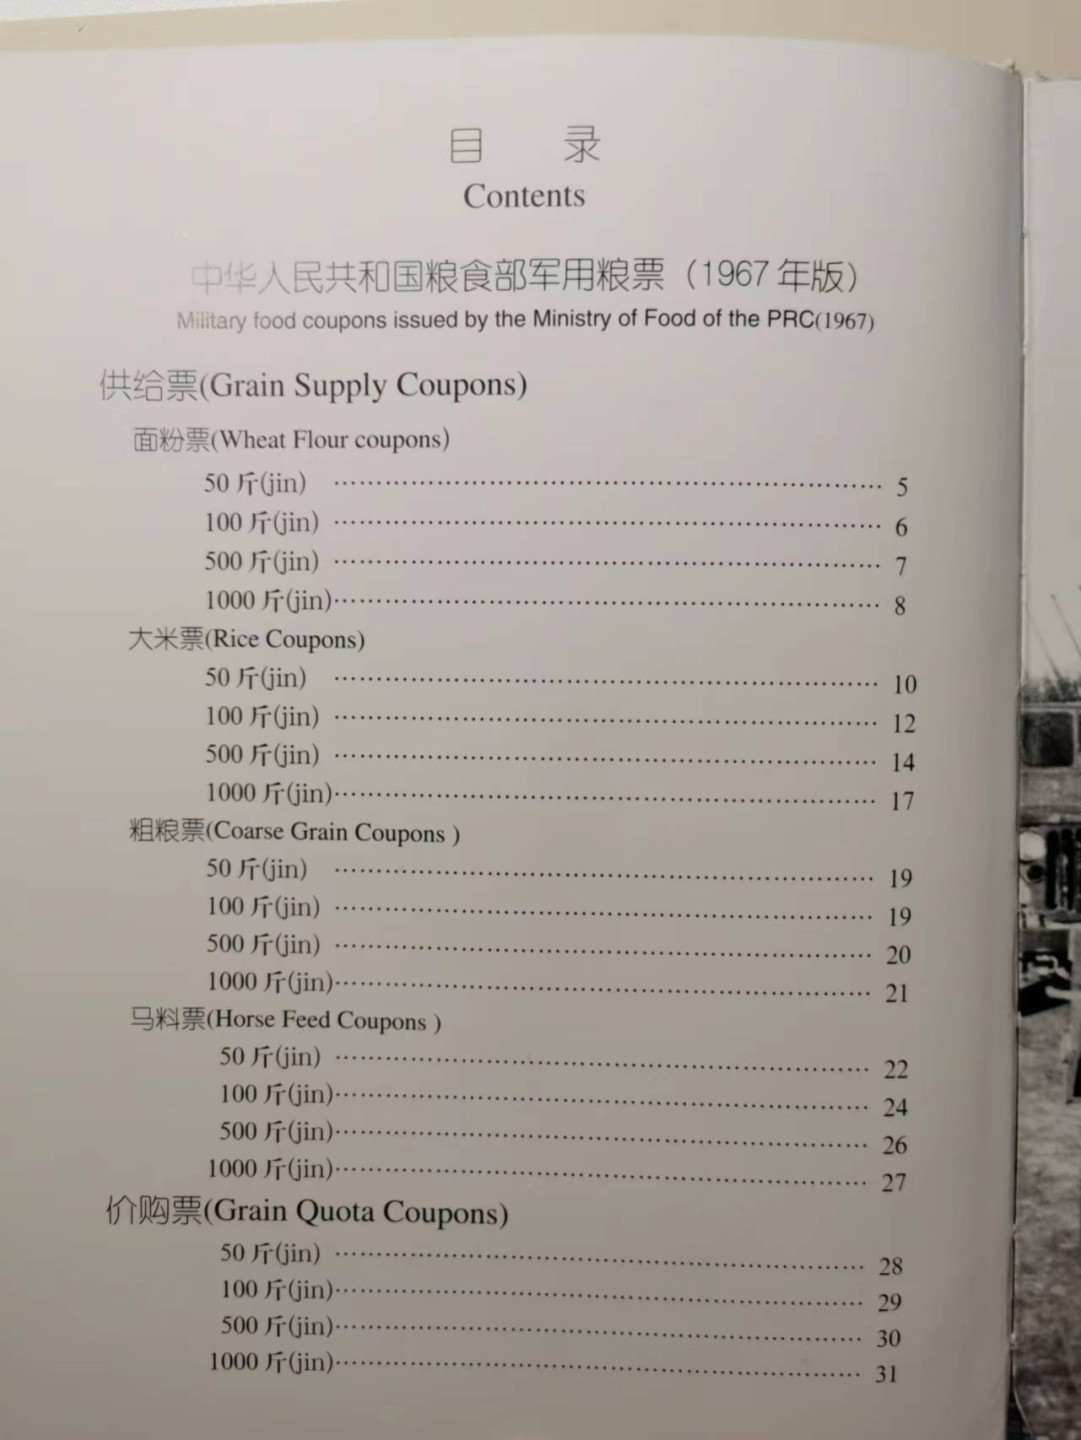 目 录
Contents
中华人民共和国粮食部军用粮票（1967 年版）
Military food coupons issued by the Ministry of Food of the PRC(1967)
供给票(Grain Supply Coupons)
面粉票(Wheat Flour coupons)
50 斤(jin) ································ 5
100 斤(jin) ································ 6
500 斤(jin) ································ 7
1000 斤(jin)································ 8
大米票(Rice Coupons)
50 斤(jin) ································ 10
100 斤(jin) ································ 12
500 斤(jin) ································ 14
1000 斤(jin)································ 17
粗粮票(Coarse Grain Coupons )
50 斤(jin) ································ 19
100 斤(jin) ································ 19
500 斤(jin) ································ 20
1000 斤(jin)································ 21
马料票(Horse Feed Coupons )
50 斤(jin) ································ 22
100 斤(jin)································ 24
500 斤(jin)································ 26
1000 斤(jin)································ 27
价购票(Grain Quota Coupons)
50 斤(jin) ································ 28
100 斤(jin)································ 29
500 斤(jin)································ 30
1000 斤(jin)································ 31